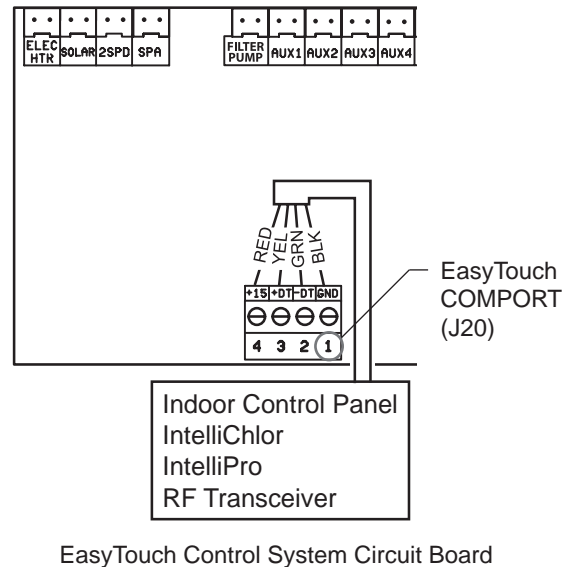 ELEC HTR SOLAR 2SPD SPA FILTER PUMP AUX1 AUX2 AUX3 AUX4
RED YEL GRN BLK
+15 +DT -DT GND
4 3 2 1
EasyTouch
COMPORT
(J20)
Indoor Control Panel
IntelliChlor
IntelliPro
RF Transceiver
EasyTouch Control System Circuit Board